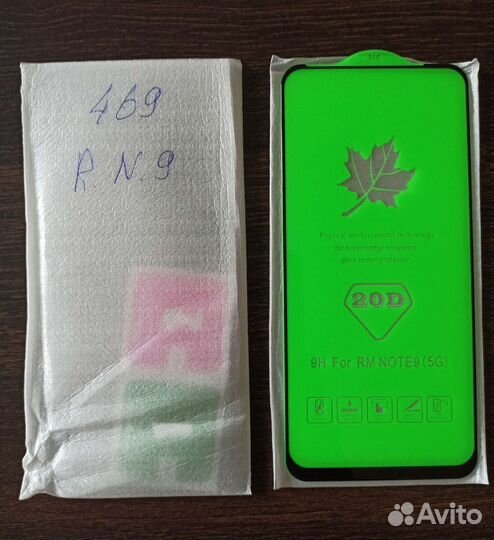 469
R N.9
Physical reinforcement technology
No broken edge tempered
glass screen protector
20D
9H For RM NOTE9 (5G)
Avito